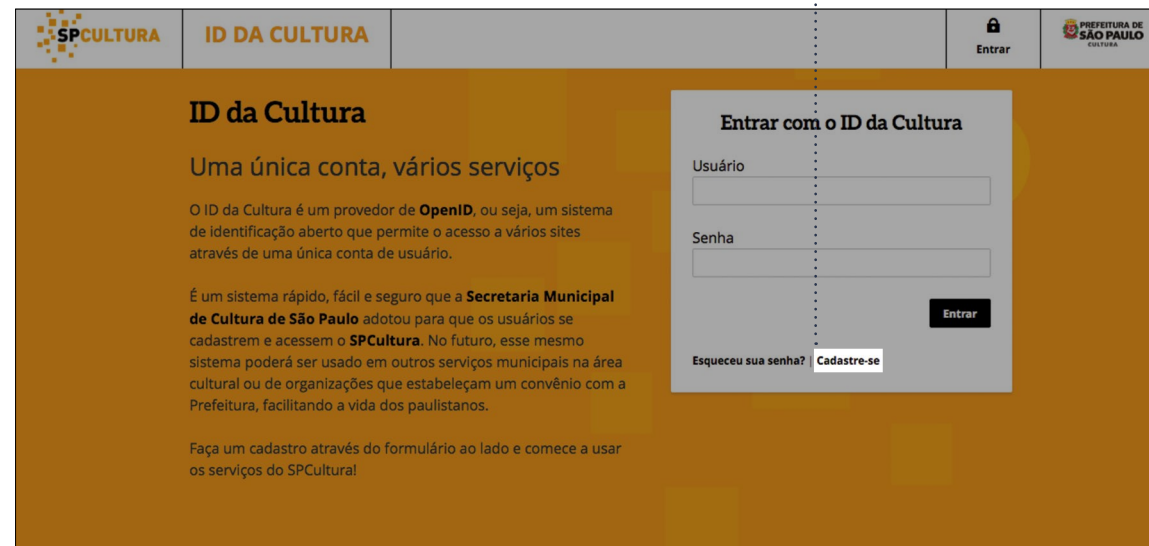 SPCULTURA
ID DA CULTURA
Entrar
PREFEITURA DE
SÃO PAULO
CULTURA
ID da Cultura
Uma única conta, vários serviços
O ID da Cultura é um provedor de OpenID, ou seja, um sistema
de identificação aberto que permite o acesso a vários sites
através de uma única conta de usuário.
É um sistema rápido, fácil e seguro que a Secretaria Municipal
de Cultura de São Paulo adotou para que os usuários se
cadastrem e acessem o SPCultura. No futuro, esse mesmo
sistema poderá ser usado em outros serviços municipais na área
cultural ou de organizações que estabeleçam um convênio com a
Prefeitura, facilitando a vida dos paulistanos.
Faça um cadastro através do formulário ao lado e comece a usar
os serviços do SPCultura!
Entrar com o ID da Cultura
Usuário
Senha
Entrar
Esqueceu sua senha? | Cadastre-se